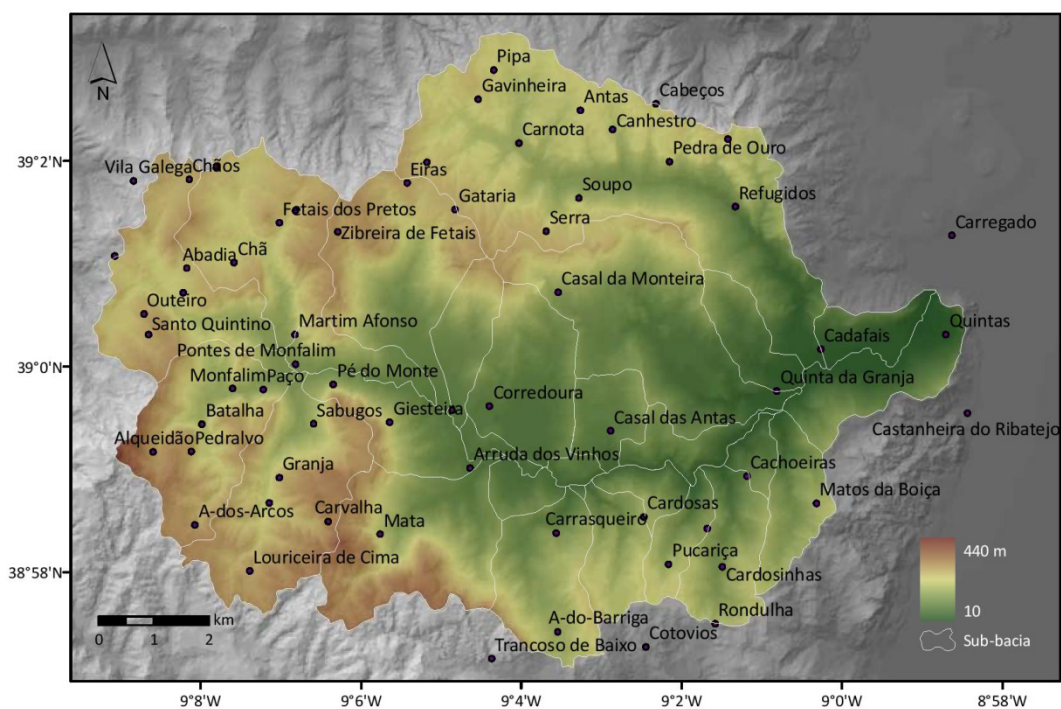 Pipa
Gavinheira
Antas
Cabeços
N
Carnota
Canhestro
39°2'
Vila Galega
Chãos
Eiras
Pedra de Ouro
Soupo
Refugidos
Fetais dos Pretos
Gataria
Serra
Carregado
Zibreira de Fetais
Abadia
Chã
Casal da Monteira
Outeiro
Santo Quintino
Martim Afonso
Cadafais
Quintas
Pontes de Monfalim
39°0'
Monfalim
Paço
Pé do Monte
Quinta da Granja
Batalha
Sabugos
Giesteira
Corredoura
Casal das Antas
Castanheira do Ribatejo
Alqueidão
Pedralvo
Granja
Arruda dos Vinhos
Cachoeiras
A-dos-Arcos
Carvalha
Mata
Carrasqueiro
Cardosas
Matos da Boiça
Louriceira de Cima
Pucariça
Cardosinhas
440 m
38°58'
10
km
0 1 2
A-do-Barriga
Rondulha
Cotovios
Trancoso de Baixo
Sub-bacia
9°8'
9°6'
9°4'
9°2'
9°0'
8°58'